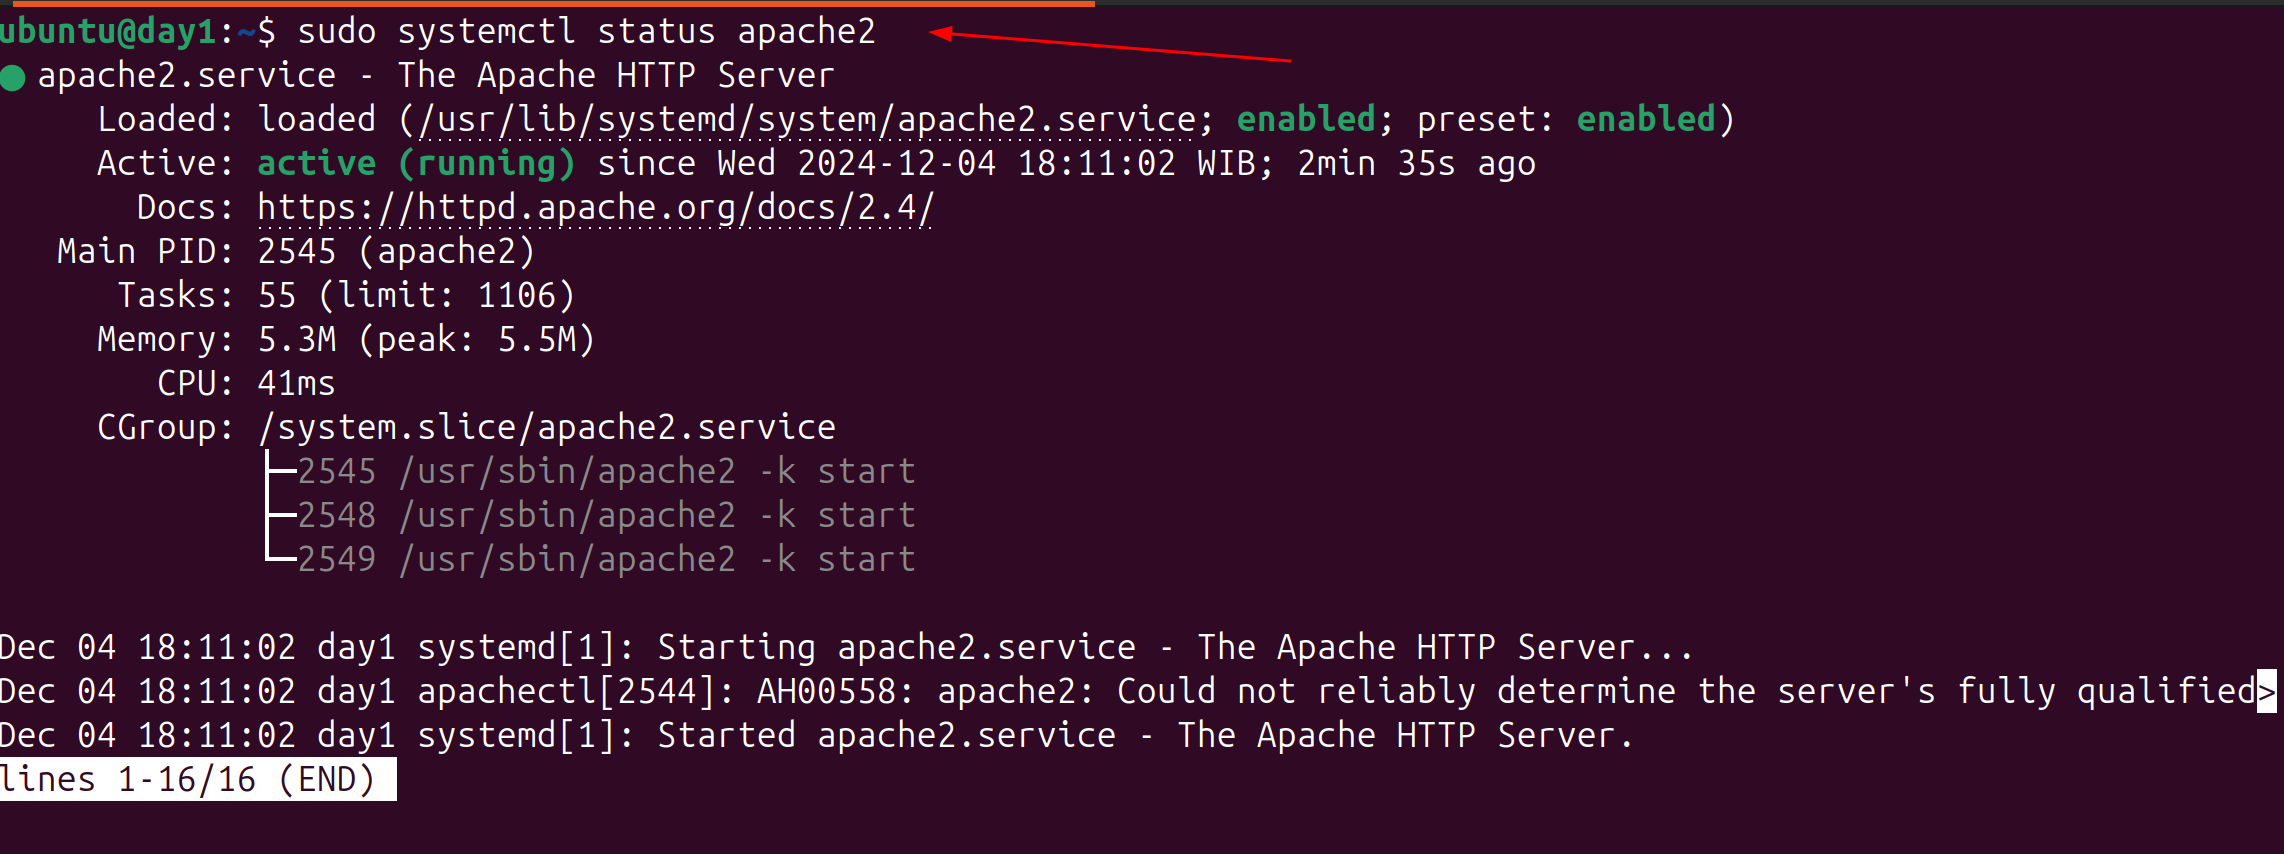 ubuntu@day1:~$ sudo systemctl status apache2
● apache2.service - The Apache HTTP Server
Loaded: loaded (/usr/lib/systemd/system/apache2.service; enabled; preset: enabled)
Active: active (running) since Wed 2024-12-04 18:11:02 WIB; 2min 35s ago
Docs: https://httpd.apache.org/docs/2.4/
Main PID: 2545 (apache2)
Tasks: 55 (limit: 1106)
Memory: 5.3M (peak: 5.5M)
CPU: 41ms
CGroup: /system.slice/apache2.service
├─2545 /usr/sbin/apache2 -k start
├─2548 /usr/sbin/apache2 -k start
└─2549 /usr/sbin/apache2 -k start
Dec 04 18:11:02 day1 systemd[1]: Starting apache2.service - The Apache HTTP Server...
Dec 04 18:11:02 day1 apachectl[2544]: AH00558: apache2: Could not reliably determine the server's fully qualified>
Dec 04 18:11:02 day1 systemd[1]: Started apache2.service - The Apache HTTP Server.
lines 1-16/16 (END)